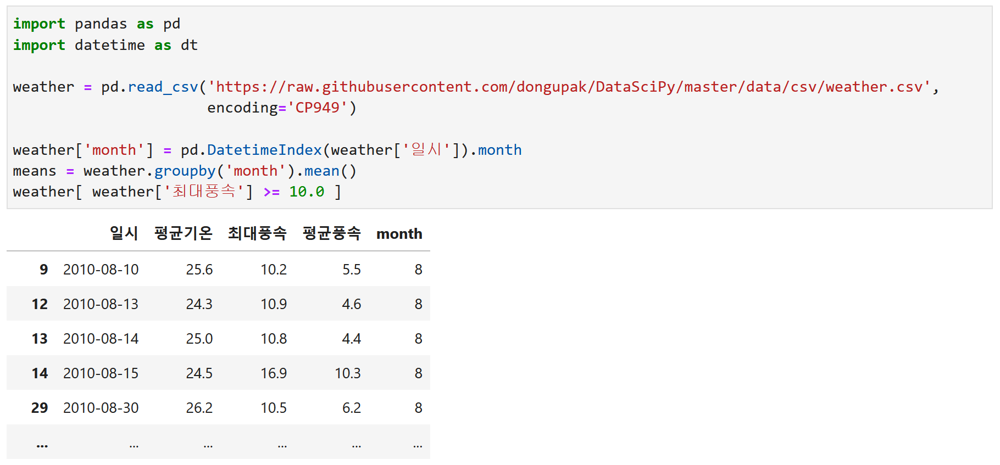 import pandas as pd
import datetime as dt
weather = pd.read_csv('https://raw.githubusercontent.com/dongupak/DataSciPy/master/data/csv/weather.csv',
encoding='CP949')
weather['month'] = pd.DatetimeIndex(weather['일시']).month
means = weather.groupby('month').mean()
weather[ weather['최대풍속'] >= 10.0 ]
일시 평균기온 최대풍속 평균풍속 month
9 2010-08-10 25.6 10.2 5.5 8
12 2010-08-13 24.3 10.9 4.6 8
13 2010-08-14 25.0 10.8 4.4 8
14 2010-08-15 24.5 16.9 10.3 8
29 2010-08-30 26.2 10.5 6.2 8
... ... ... ... ... ...